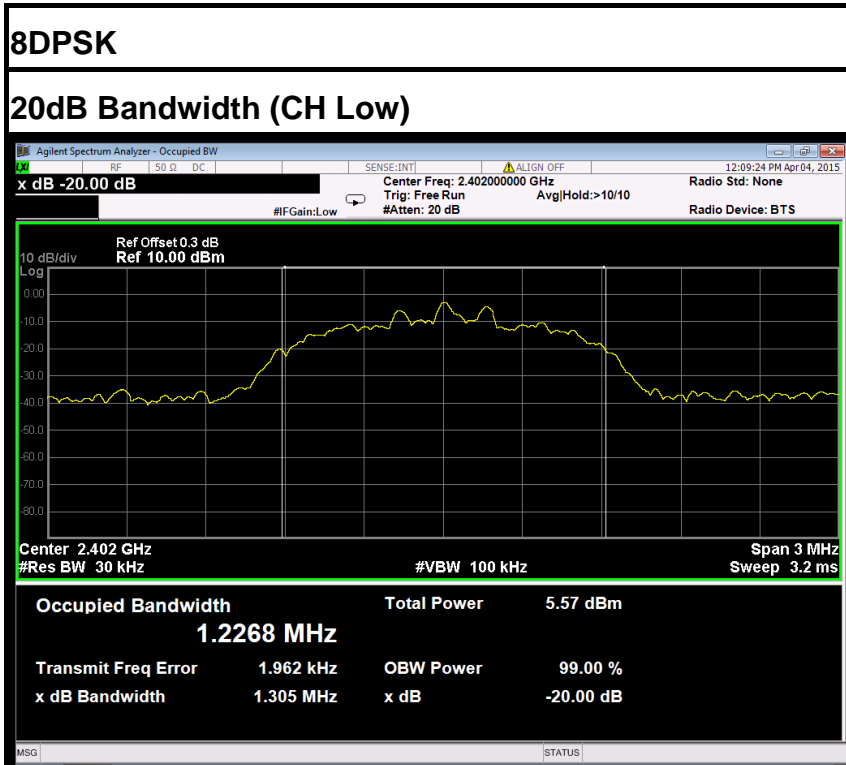 8DPSK
20dB Bandwidth (CH Low)
Agilent Spectrum Analyzer - Occupied BW
LXI RF 50 Ω DC SENSE:INT ALIGN OFF 12:09:24 PM Apr 04, 2015
x dB -20.00 dB Center Freq: 2.402000000 GHz Radio Std: None
Trig: Free Run Avg|Hold:>10/10
#IFGain:Low #Atten: 20 dB Radio Device: BTS
Ref Offset 0.3 dB
10 dB/div Ref 10.00 dBm
Log
0.00
-10.0
-20.0
-30.0
-40.0
-50.0
-60.0
-70.0
-80.0
Center 2.402 GHz Span 3 MHz
#Res BW 30 kHz #VBW 100 kHz Sweep 3.2 ms
Occupied Bandwidth Total Power 5.57 dBm
1.2268 MHz
Transmit Freq Error 1.962 kHz OBW Power 99.00 %
x dB Bandwidth 1.305 MHz x dB -20.00 dB
MSG STATUS